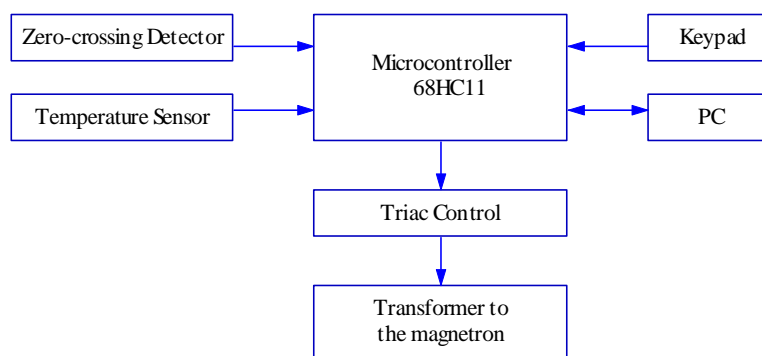 Zero-crossing Detector
Microcontroller
68HC11
Keypad
Temperature Sensor
PC
Triac Control
Transformer to
the magnetron